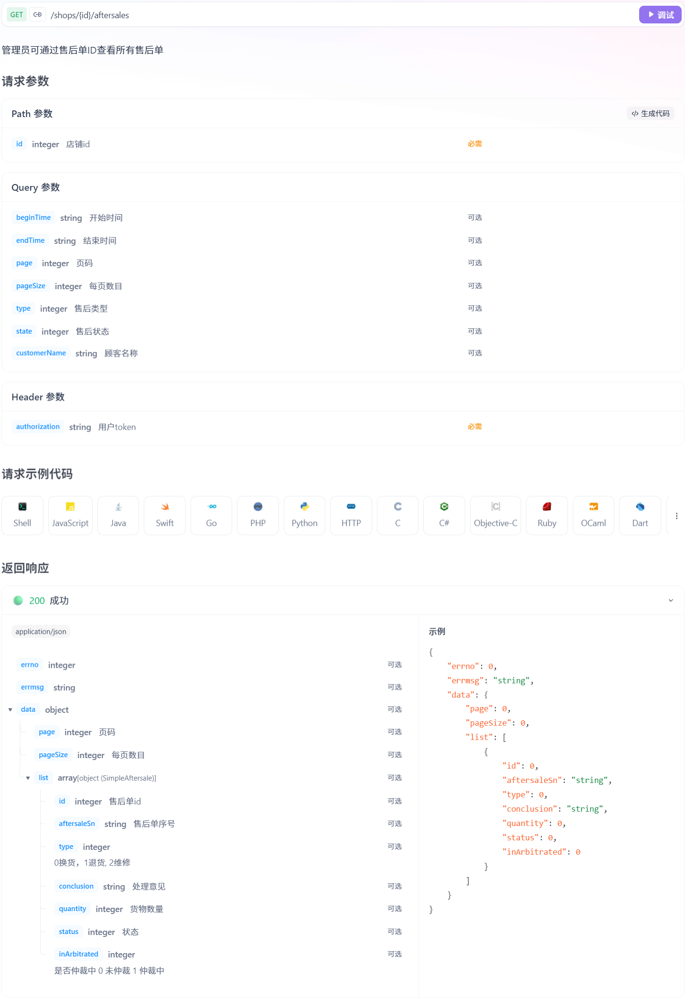 GET /shops/{id}/aftersales 调试
管理员可通过售后单ID查看所有售后单
请求参数
Path 参数 生成代码
id integer 店铺id 必需
Query 参数
beginTime string 开始时间 可选
endTime string 结束时间 可选
page integer 页码 可选
pageSize integer 每页数目 可选
type integer 售后类型 可选
state integer 售后状态 可选
customerName string 顾客名称 可选
Header 参数
authorization string 用户token 必需
请求示例代码
Shell JavaScript Java Swift Go PHP Python HTTP C C# Objective-C Ruby OCaml Dart
返回响应
200 成功
application/json
errno integer 可选
errmsg string 可选
data object 可选
page integer 页码 可选
pageSize integer 每页数目 可选
list array[object (SimpleAftersale)] 可选
id integer 售后单id 可选
aftersaleSn string 售后单序号 可选
type integer 可选
0换货，1退货, 2维修
conclusion string 处理意见 可选
quantity integer 货物数量 可选
status integer 状态 可选
inArbitrated integer 可选
是否仲裁中 0 未仲裁 1 仲裁中
示例
{
"errno": 0,
"errmsg": "string",
"data": {
"page": 0,
"pageSize": 0,
"list": [
{
"id": 0,
"aftersaleSn": "string",
"type": 0,
"conclusion": "string",
"quantity": 0,
"status": 0,
"inArbitrated": 0
}
]
}
}